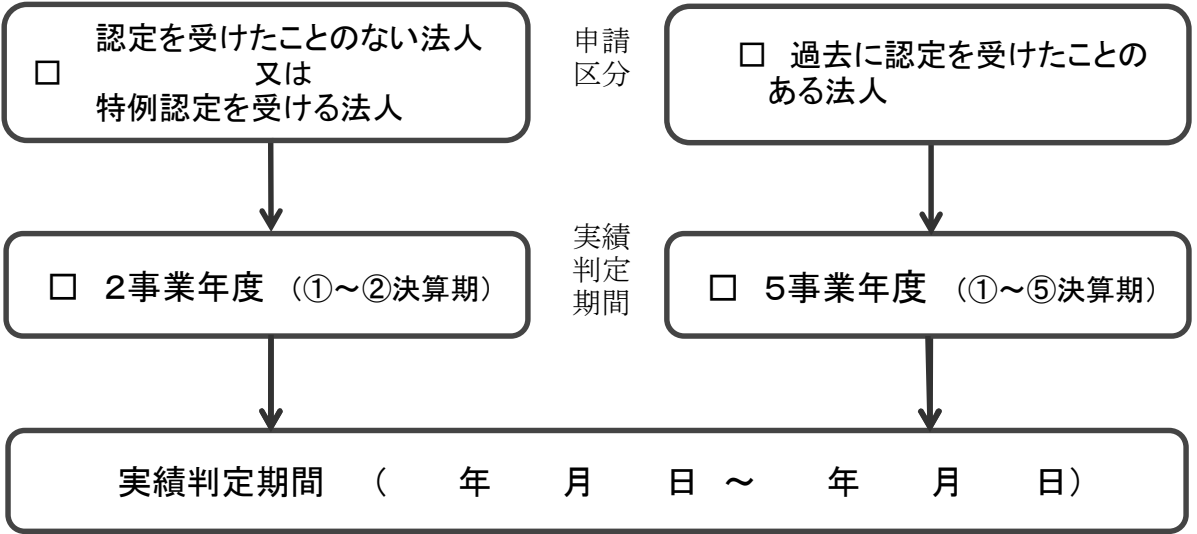 認定を受けたことのない法人
□ 又は
特例認定を受ける法人
申請
区分
□ 過去に認定を受けたことの
ある法人
□ 2事業年度 (①～②決算期)
実績
判定
期間
□ 5事業年度 (①～⑤決算期)
実績判定期間 ( 年 月 日 ～ 年 月 日)